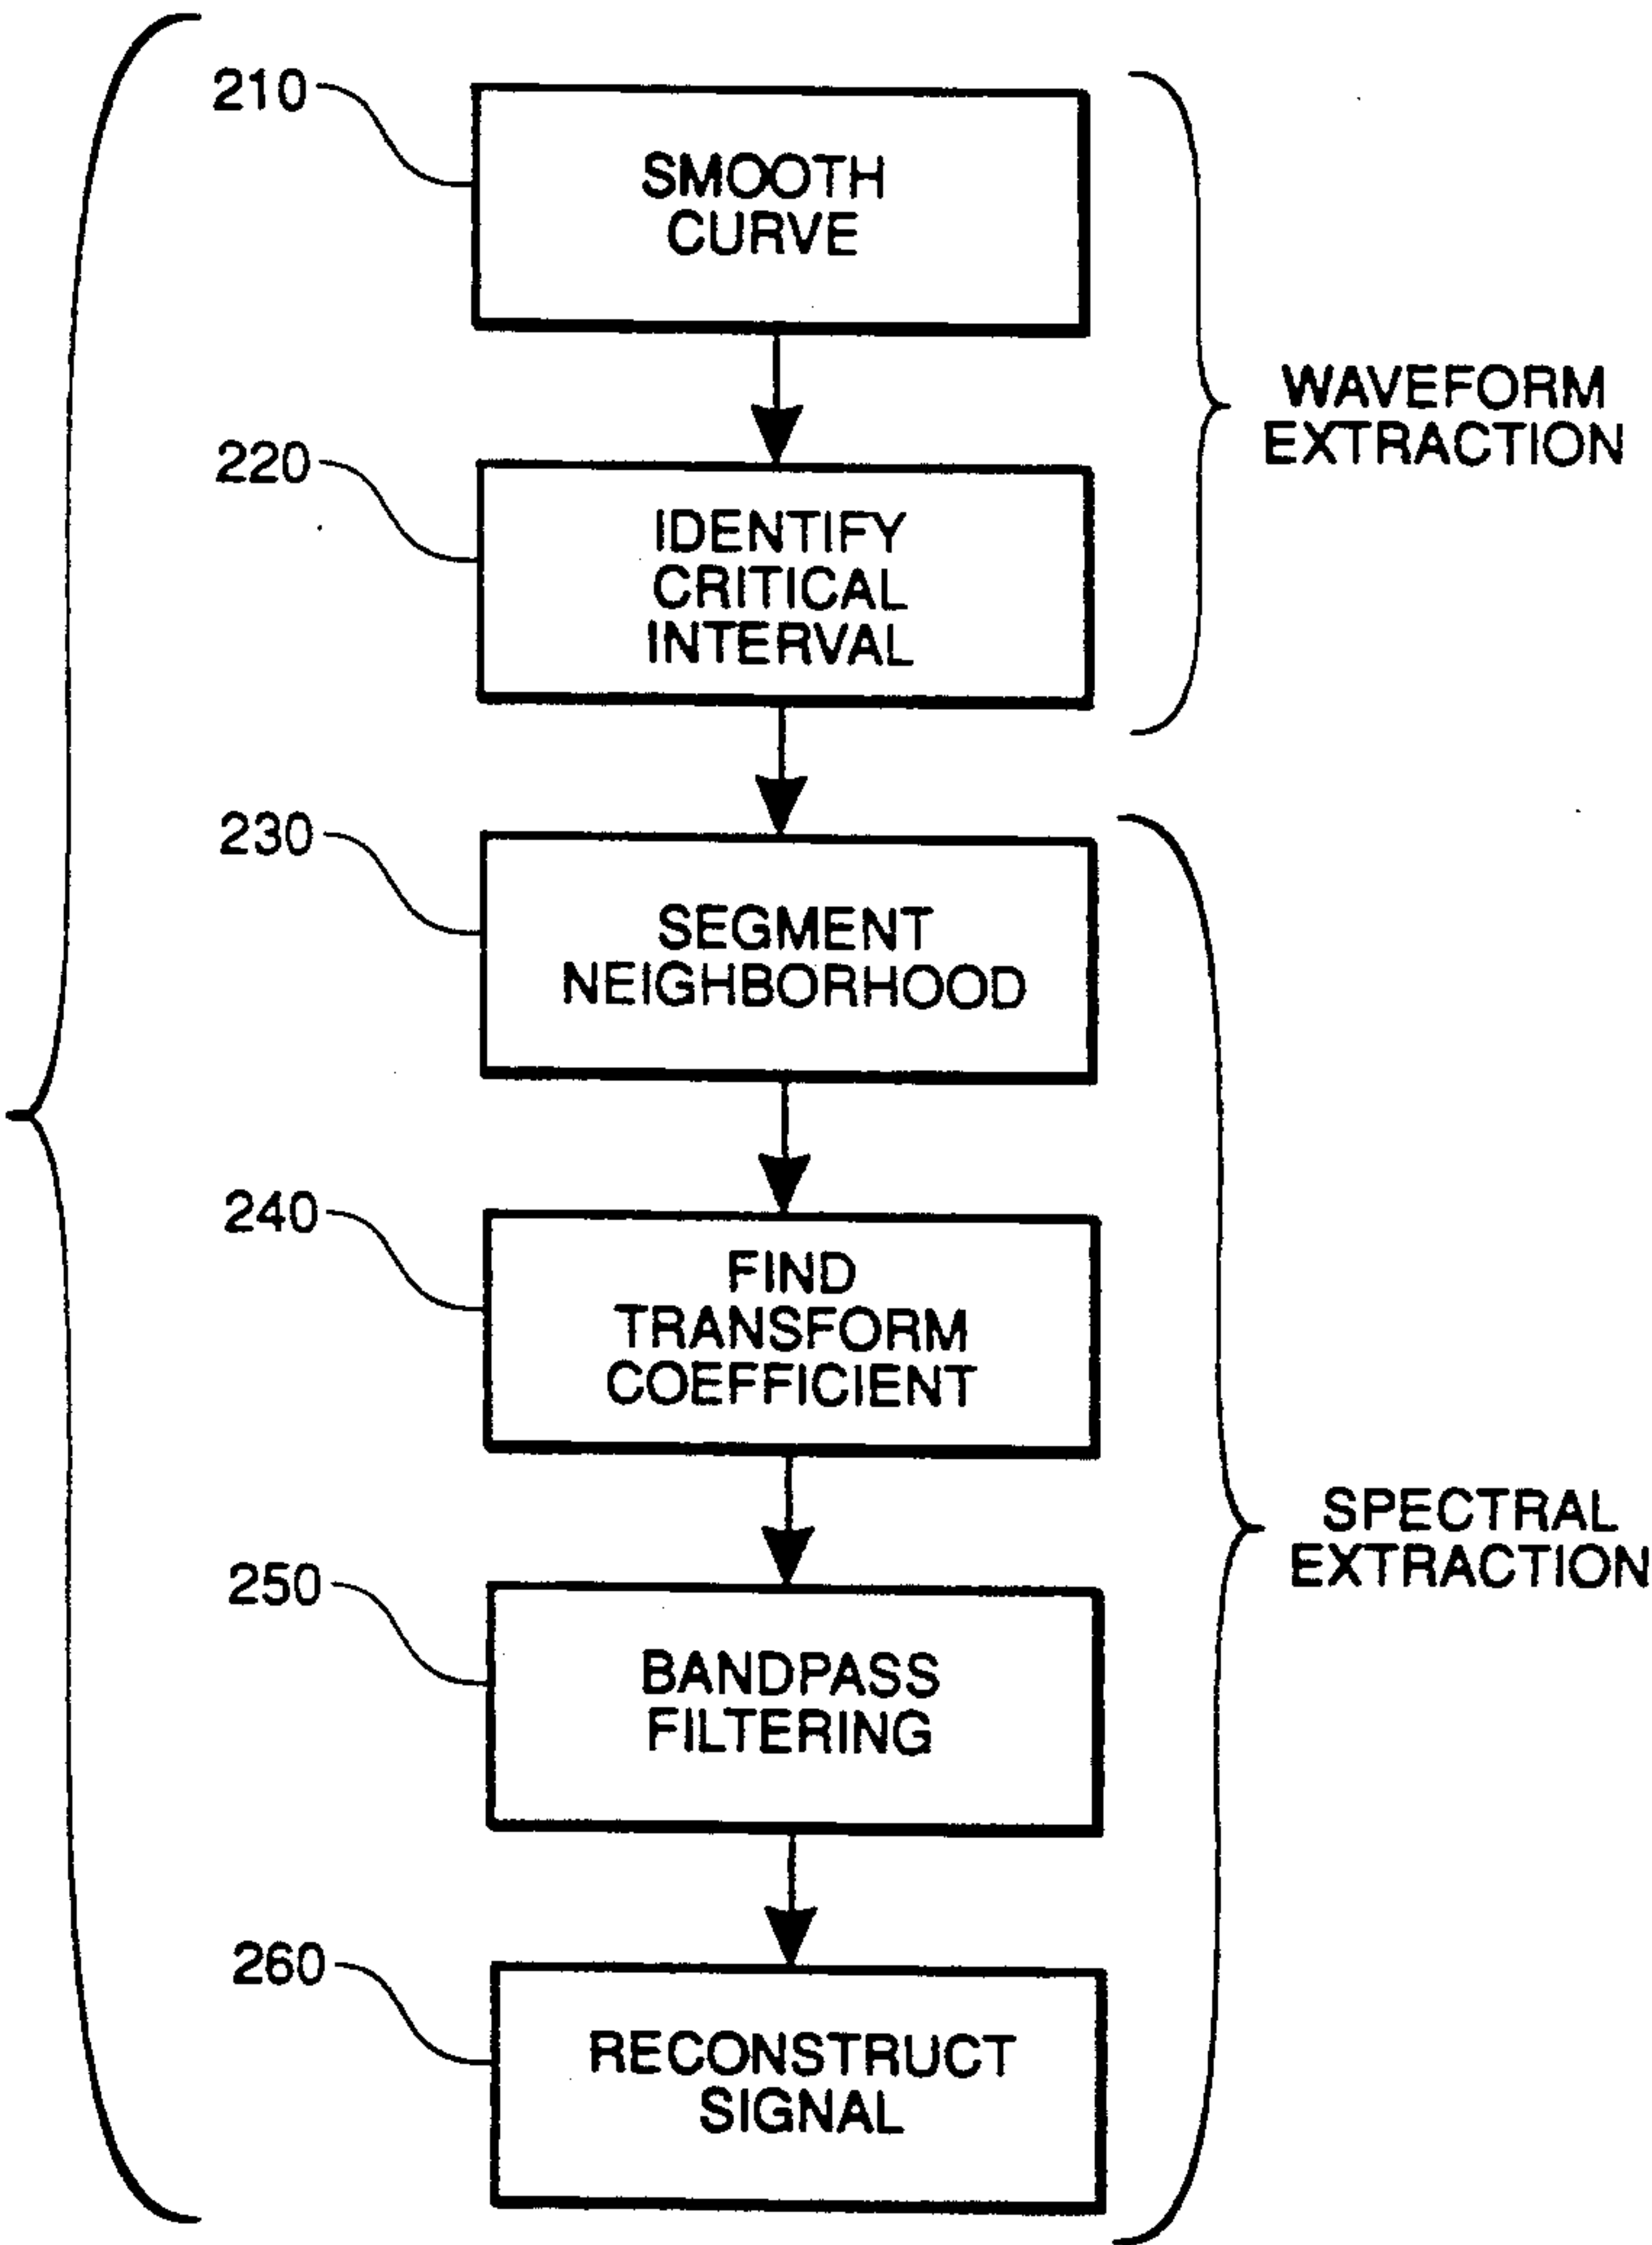 210
SMOOTH
CURVE
WAVEFORM
EXTRACTION
220
IDENTIFY
CRITICAL
INTERVAL
230
SEGMENT
NEIGHBORHOOD
240
FIND
TRANSFORM
COEFFICIENT
SPECTRAL
EXTRACTION
250
BANDPASS
FILTERING
260
RECONSTRUCT
SIGNAL